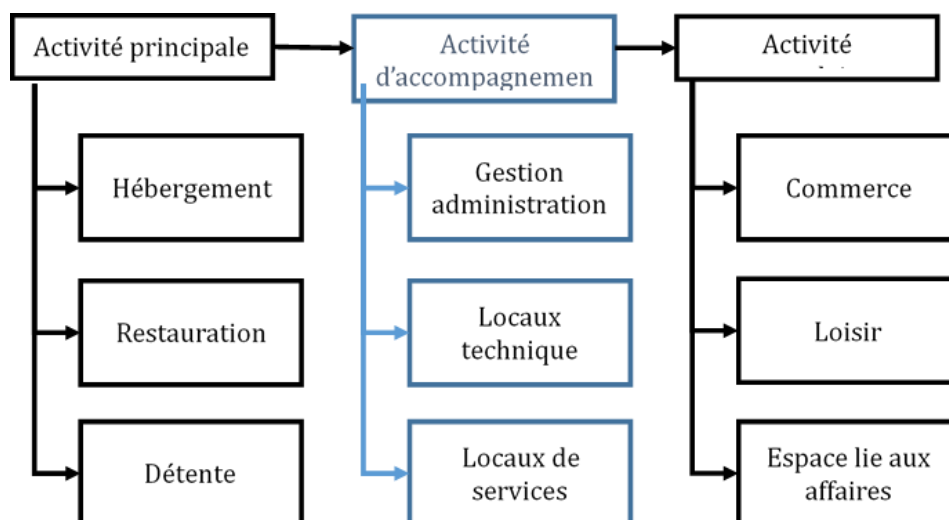 Activité principale
Activité
d’accompagnemen
Activité
Hébergement
Gestion
administration
Commerce
Restauration
Locaux
technique
Loisir
Détente
Locaux de
services
Espace lie aux
affaires